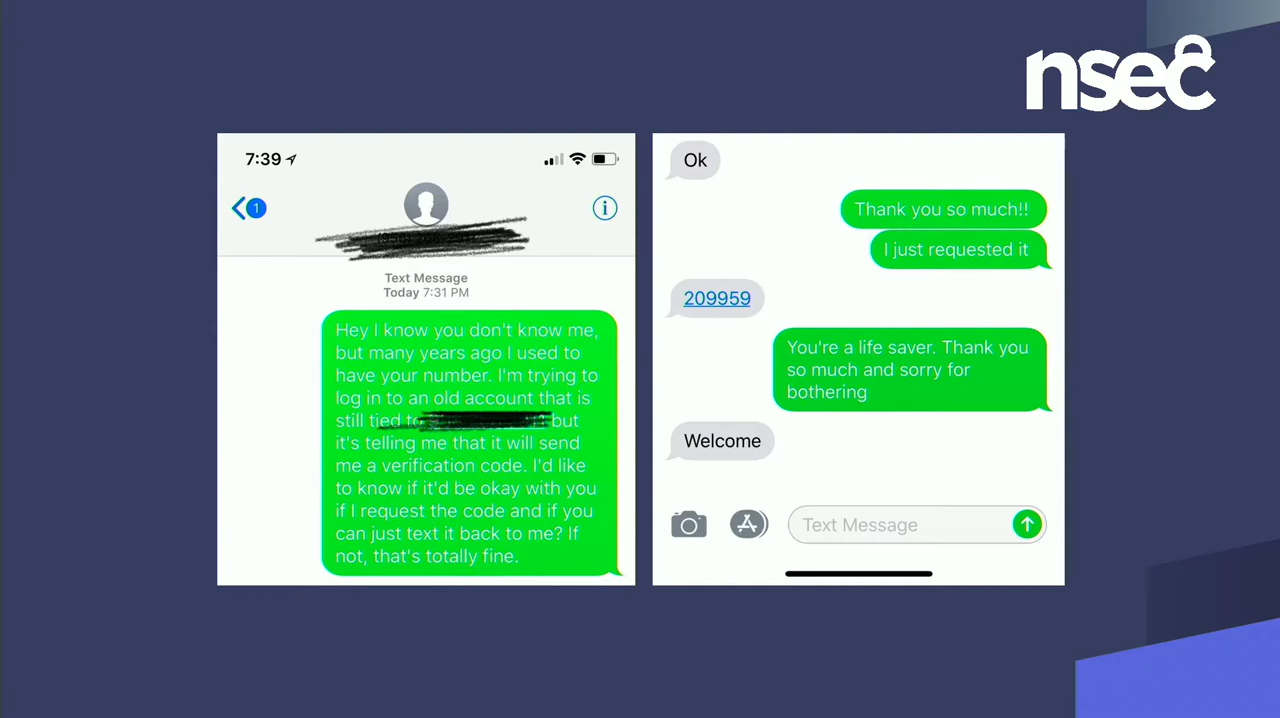 nsec
7:39
1
Text Message
Today 7:31 PM
Hey I know you don't know me,
but many years ago I used to
have your number. I'm trying to
log in to an old account that is
still tied to but
it's telling me that it will send
me a verification code. I'd like
to know if it'd be okay with you
if I request the code and if you
can just text it back to me? If
not, that's totally fine.
Ok
Thank you so much!!
I just requested it
209959
You're a life saver. Thank you
so much and sorry for
bothering
Welcome
Text Message